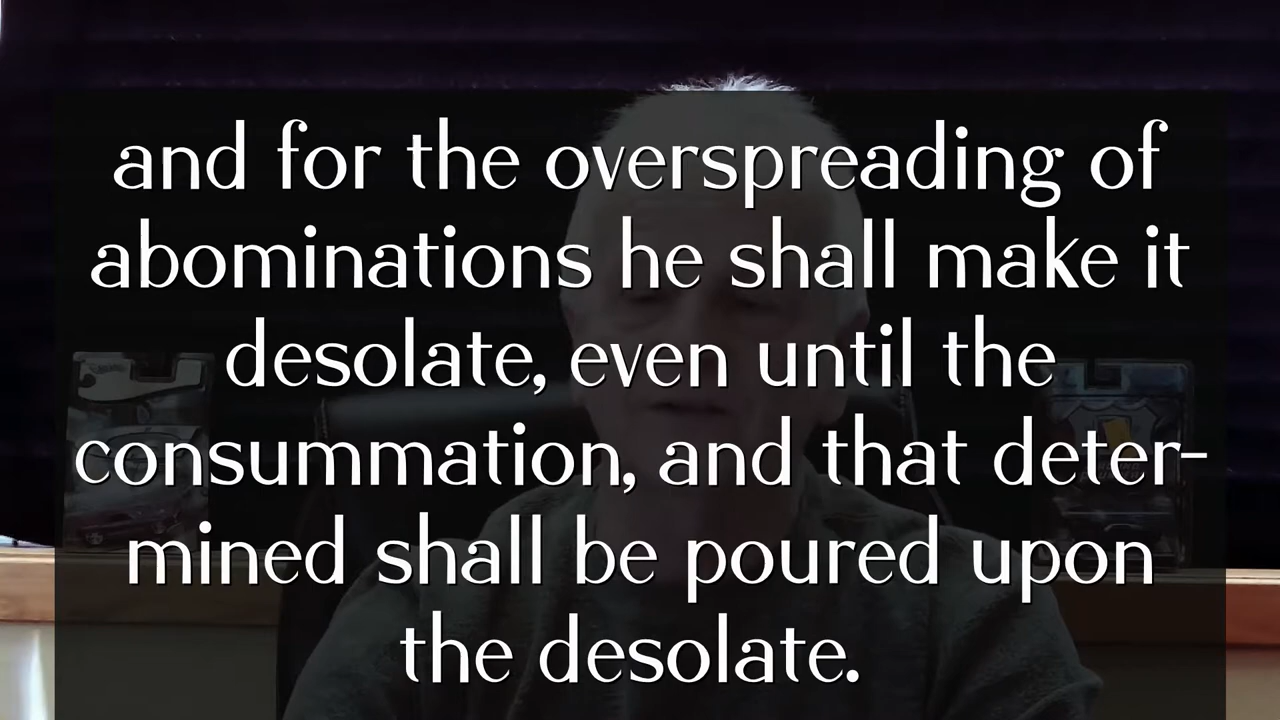 and for the overspreading of
abominations he shall make it
desolate, even until the
consummation, and that deter-
mined shall be poured upon
the desolate.